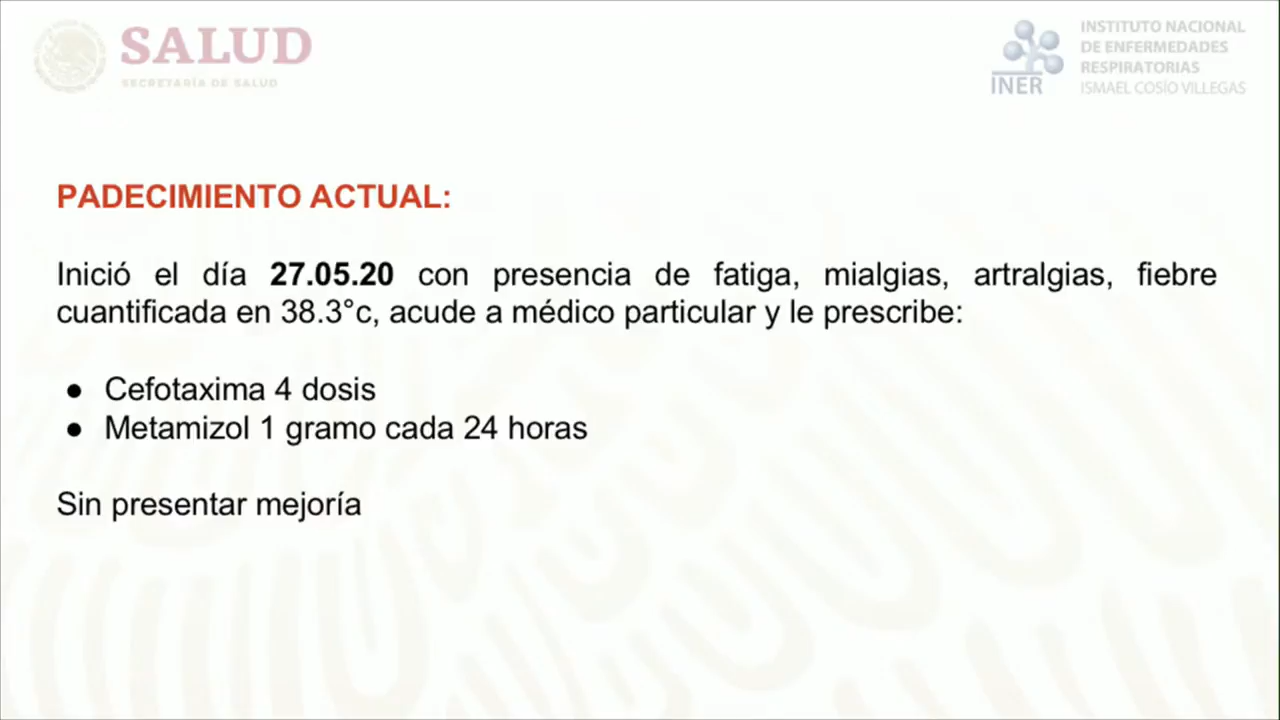 SALUD
SECRETARÍA DE SALUD
INER
INSTITUTO NACIONAL
DE ENFERMEDADES
RESPIRATORIAS
ISMAEL COSÍO VILLEGAS
PADECIMIENTO ACTUAL:
Inició el día 27.05.20 con presencia de fatiga, mialgias, artralgias, fiebre
cuantificada en 38.3°c, acude a médico particular y le prescribe:
● Cefotaxima 4 dosis
● Metamizol 1 gramo cada 24 horas
Sin presentar mejoría